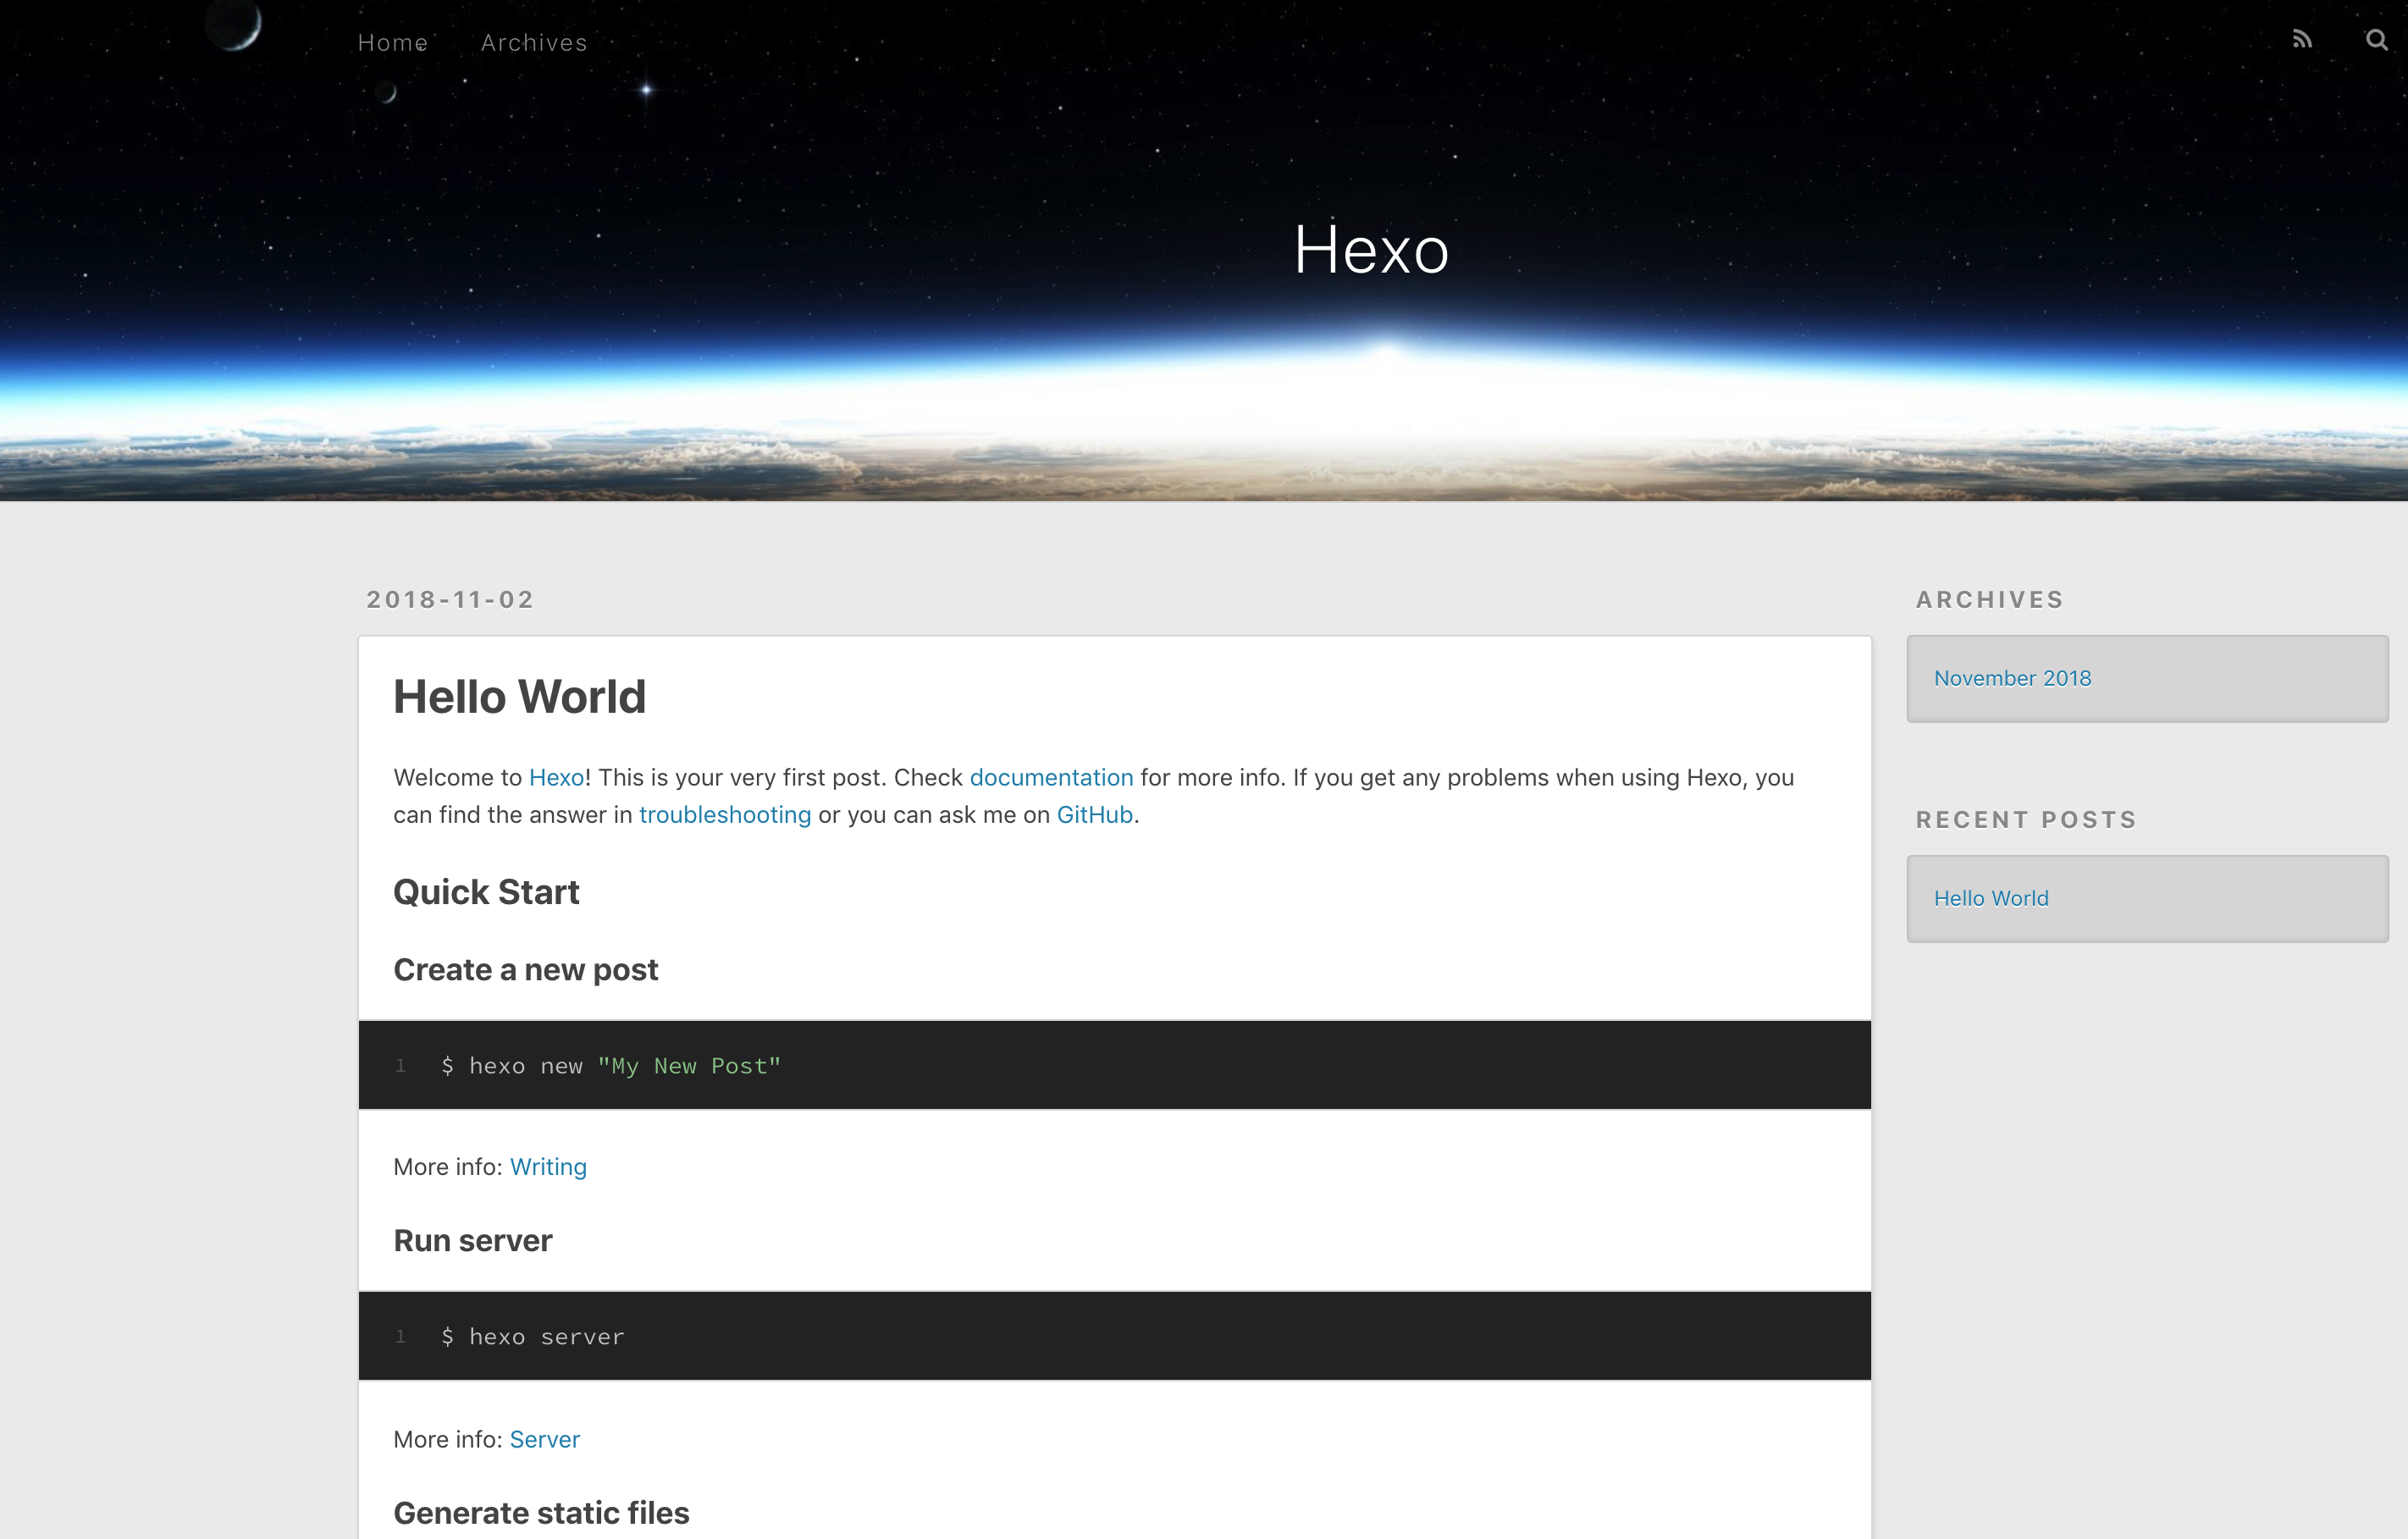 Home Archives
Hexo
2018-11-02
Hello World
Welcome to Hexo! This is your very first post. Check documentation for more info. If you get any problems when using Hexo, you
can find the answer in troubleshooting or you can ask me on GitHub.
Quick Start
Create a new post
1 $ hexo new "My New Post"
More info: Writing
Run server
1 $ hexo server
More info: Server
Generate static files
ARCHIVES
November 2018
RECENT POSTS
Hello World